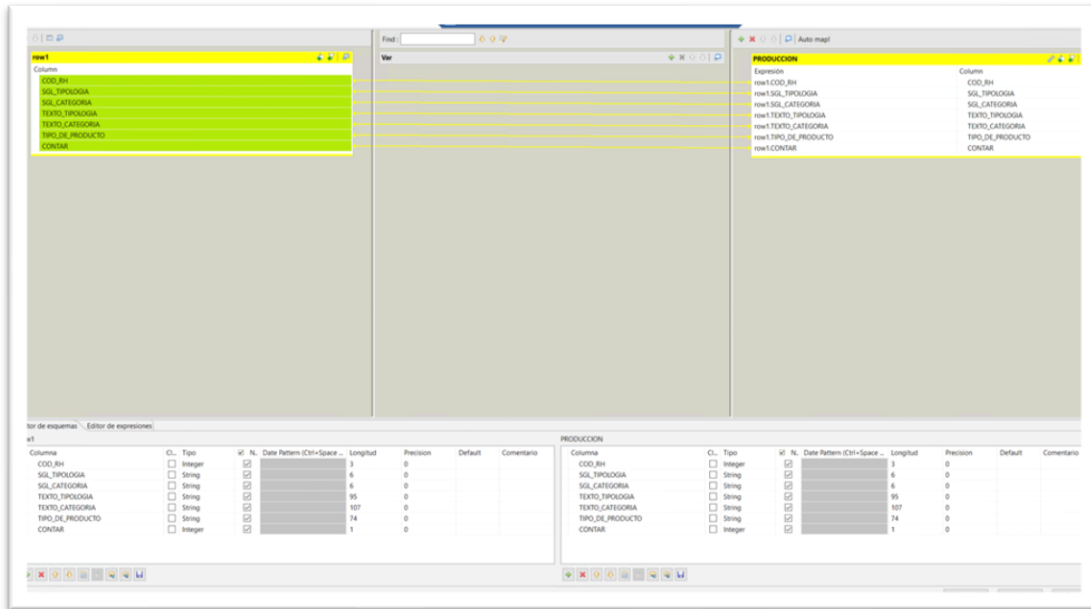 Find :
Auto map!
row1
Var
PRODUCCION
Column
Expresión Column
COD_RH
SGL_TIPOLOGIA
SGL_CATEGORIA
TEXTO_TIPOLOGIA
TEXTO_CATEGORIA
TIPO_DE_PRODUCTO
CONTAR
row1.COD_RH COD_RH
row1.SGL_TIPOLOGIA SGL_TIPOLOGIA
row1.SGL_CATEGORIA SGL_CATEGORIA
row1.TEXTO_TIPOLOGIA TEXTO_TIPOLOGIA
row1.TEXTO_CATEGORIA TEXTO_CATEGORIA
row1.TIPO_DE_PRODUCTO TIPO_DE_PRODUCTO
row1.CONTAR CONTAR
tor de esquemas Editor de expresiones
w1
Columna Cl.. Tipo N.. Date Pattern (Ctrl+Space .. Longitud Precision Default Comentario
COD_RH Integer 3 0
SGL_TIPOLOGIA String 6 0
SGL_CATEGORIA String 6 0
TEXTO_TIPOLOGIA String 95 0
TEXTO_CATEGORIA String 107 0
TIPO_DE_PRODUCTO String 74 0
CONTAR Integer 1 0
PRODUCCION
Columna Cl.. Tipo N.. Date Pattern (Ctrl+Space .. Longitud Precision Default Comentario
COD_RH Integer 3 0
SGL_TIPOLOGIA String 6 0
SGL_CATEGORIA String 6 0
TEXTO_TIPOLOGIA String 95 0
TEXTO_CATEGORIA String 107 0
TIPO_DE_PRODUCTO String 74 0
CONTAR Integer 1 0